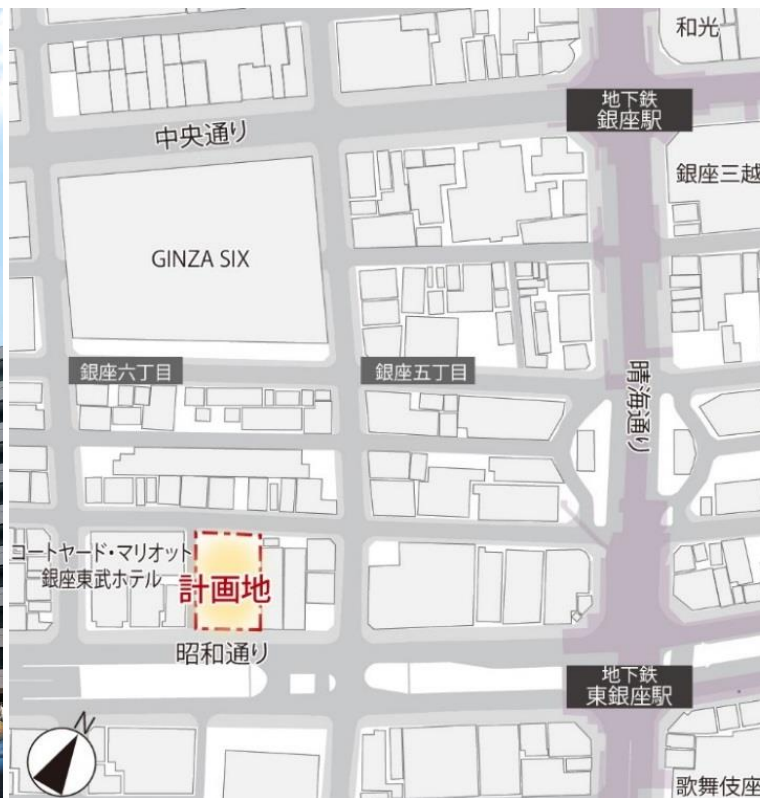 和光
地下鉄
銀座駅
中央通り
銀座三越
GINZA SIX
銀座六丁目
銀座五丁目
晴海通り
コートヤード・マリオット
銀座東武ホテル
計画地
昭和通り
地下鉄
東銀座駅
N
歌舞伎座